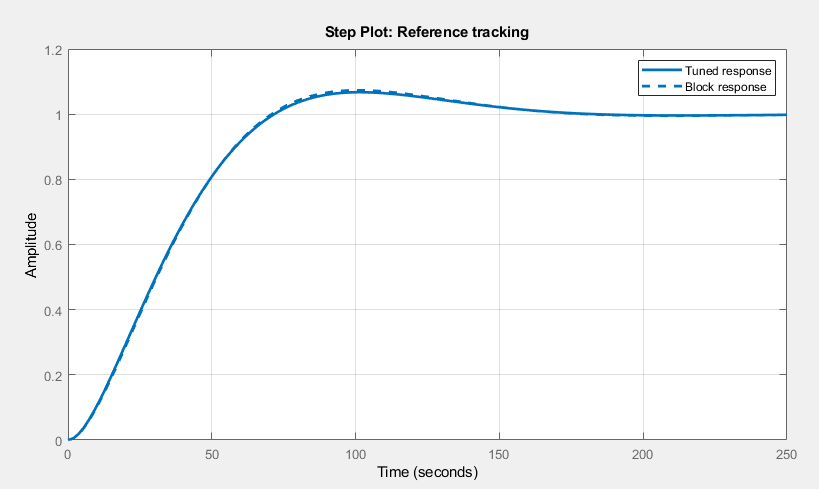 Step Plot: Reference tracking
1.2
1
0.8
0.6
0.4
0.2
0
Amplitude
Tuned response
Block response
0 50 100 150 200 250
Time (seconds)